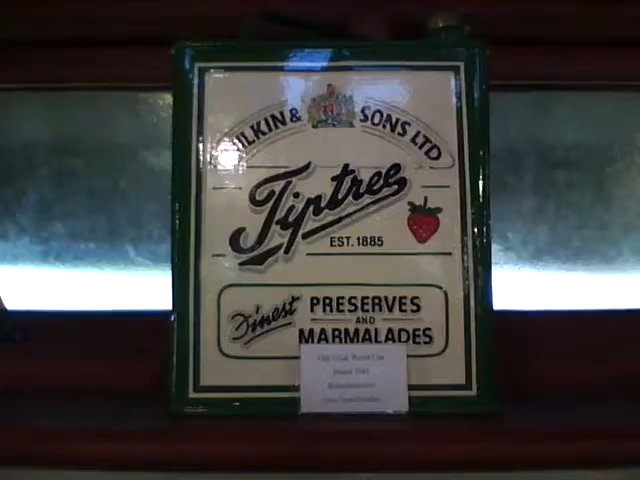 WILKIN & SONS LTD
Tiptree
EST. 1885
Finest
PRESERVES
AND
MARMALADES